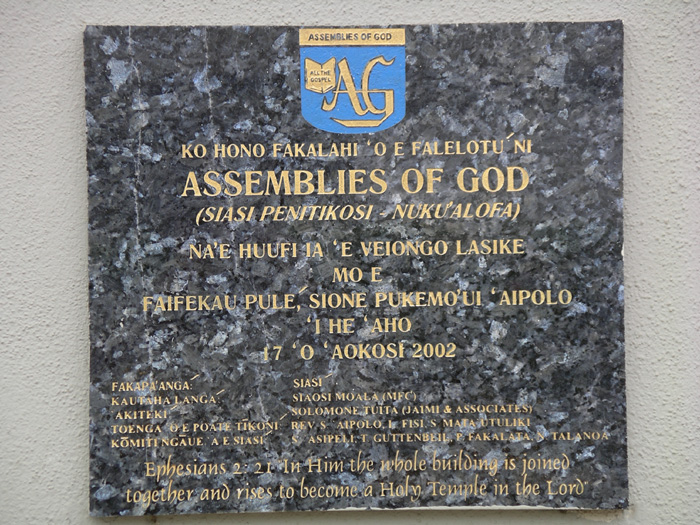 ASSEMBLIES OF GOD
ALL THE
GOSPEL
AG
KO HONO FAKALAHI ‘O E FALELOTU´NI
ASSEMBLIES OF GOD
(SIASI PENITIKOSI - NUKU'ALOFA)
NA'E HUUFI IA ‘E VEIONGO LASIKE
MO E
FAIFEKAU PULE, SIONE PUKEMO'UI ‘AIPOLO
‘I HE ‘AHO
17 ‘O ‘AOKOSI 2002
FAKAPA'ANGA: SIASI
KAUTAHA LANGA: SIAOSI MOALA (MFC)
‘AKITEKI SOLOMONE TUITA (JAIMI & ASSOCIATES)
TOENGA ‘O E POATE TĪKONI REV. S ‘AIPOLO, L. FISI, S MATA'UTULIKI
KŌMITI NGAUE ‘A E SIASI S. ‘ASIPELI, T. GUTTENBEIL, P. FAKALATA, S. TALANOA
Ephesians 2: 21 "In Him the whole building is joined
together and rises to become a Holy Temple in the Lord"